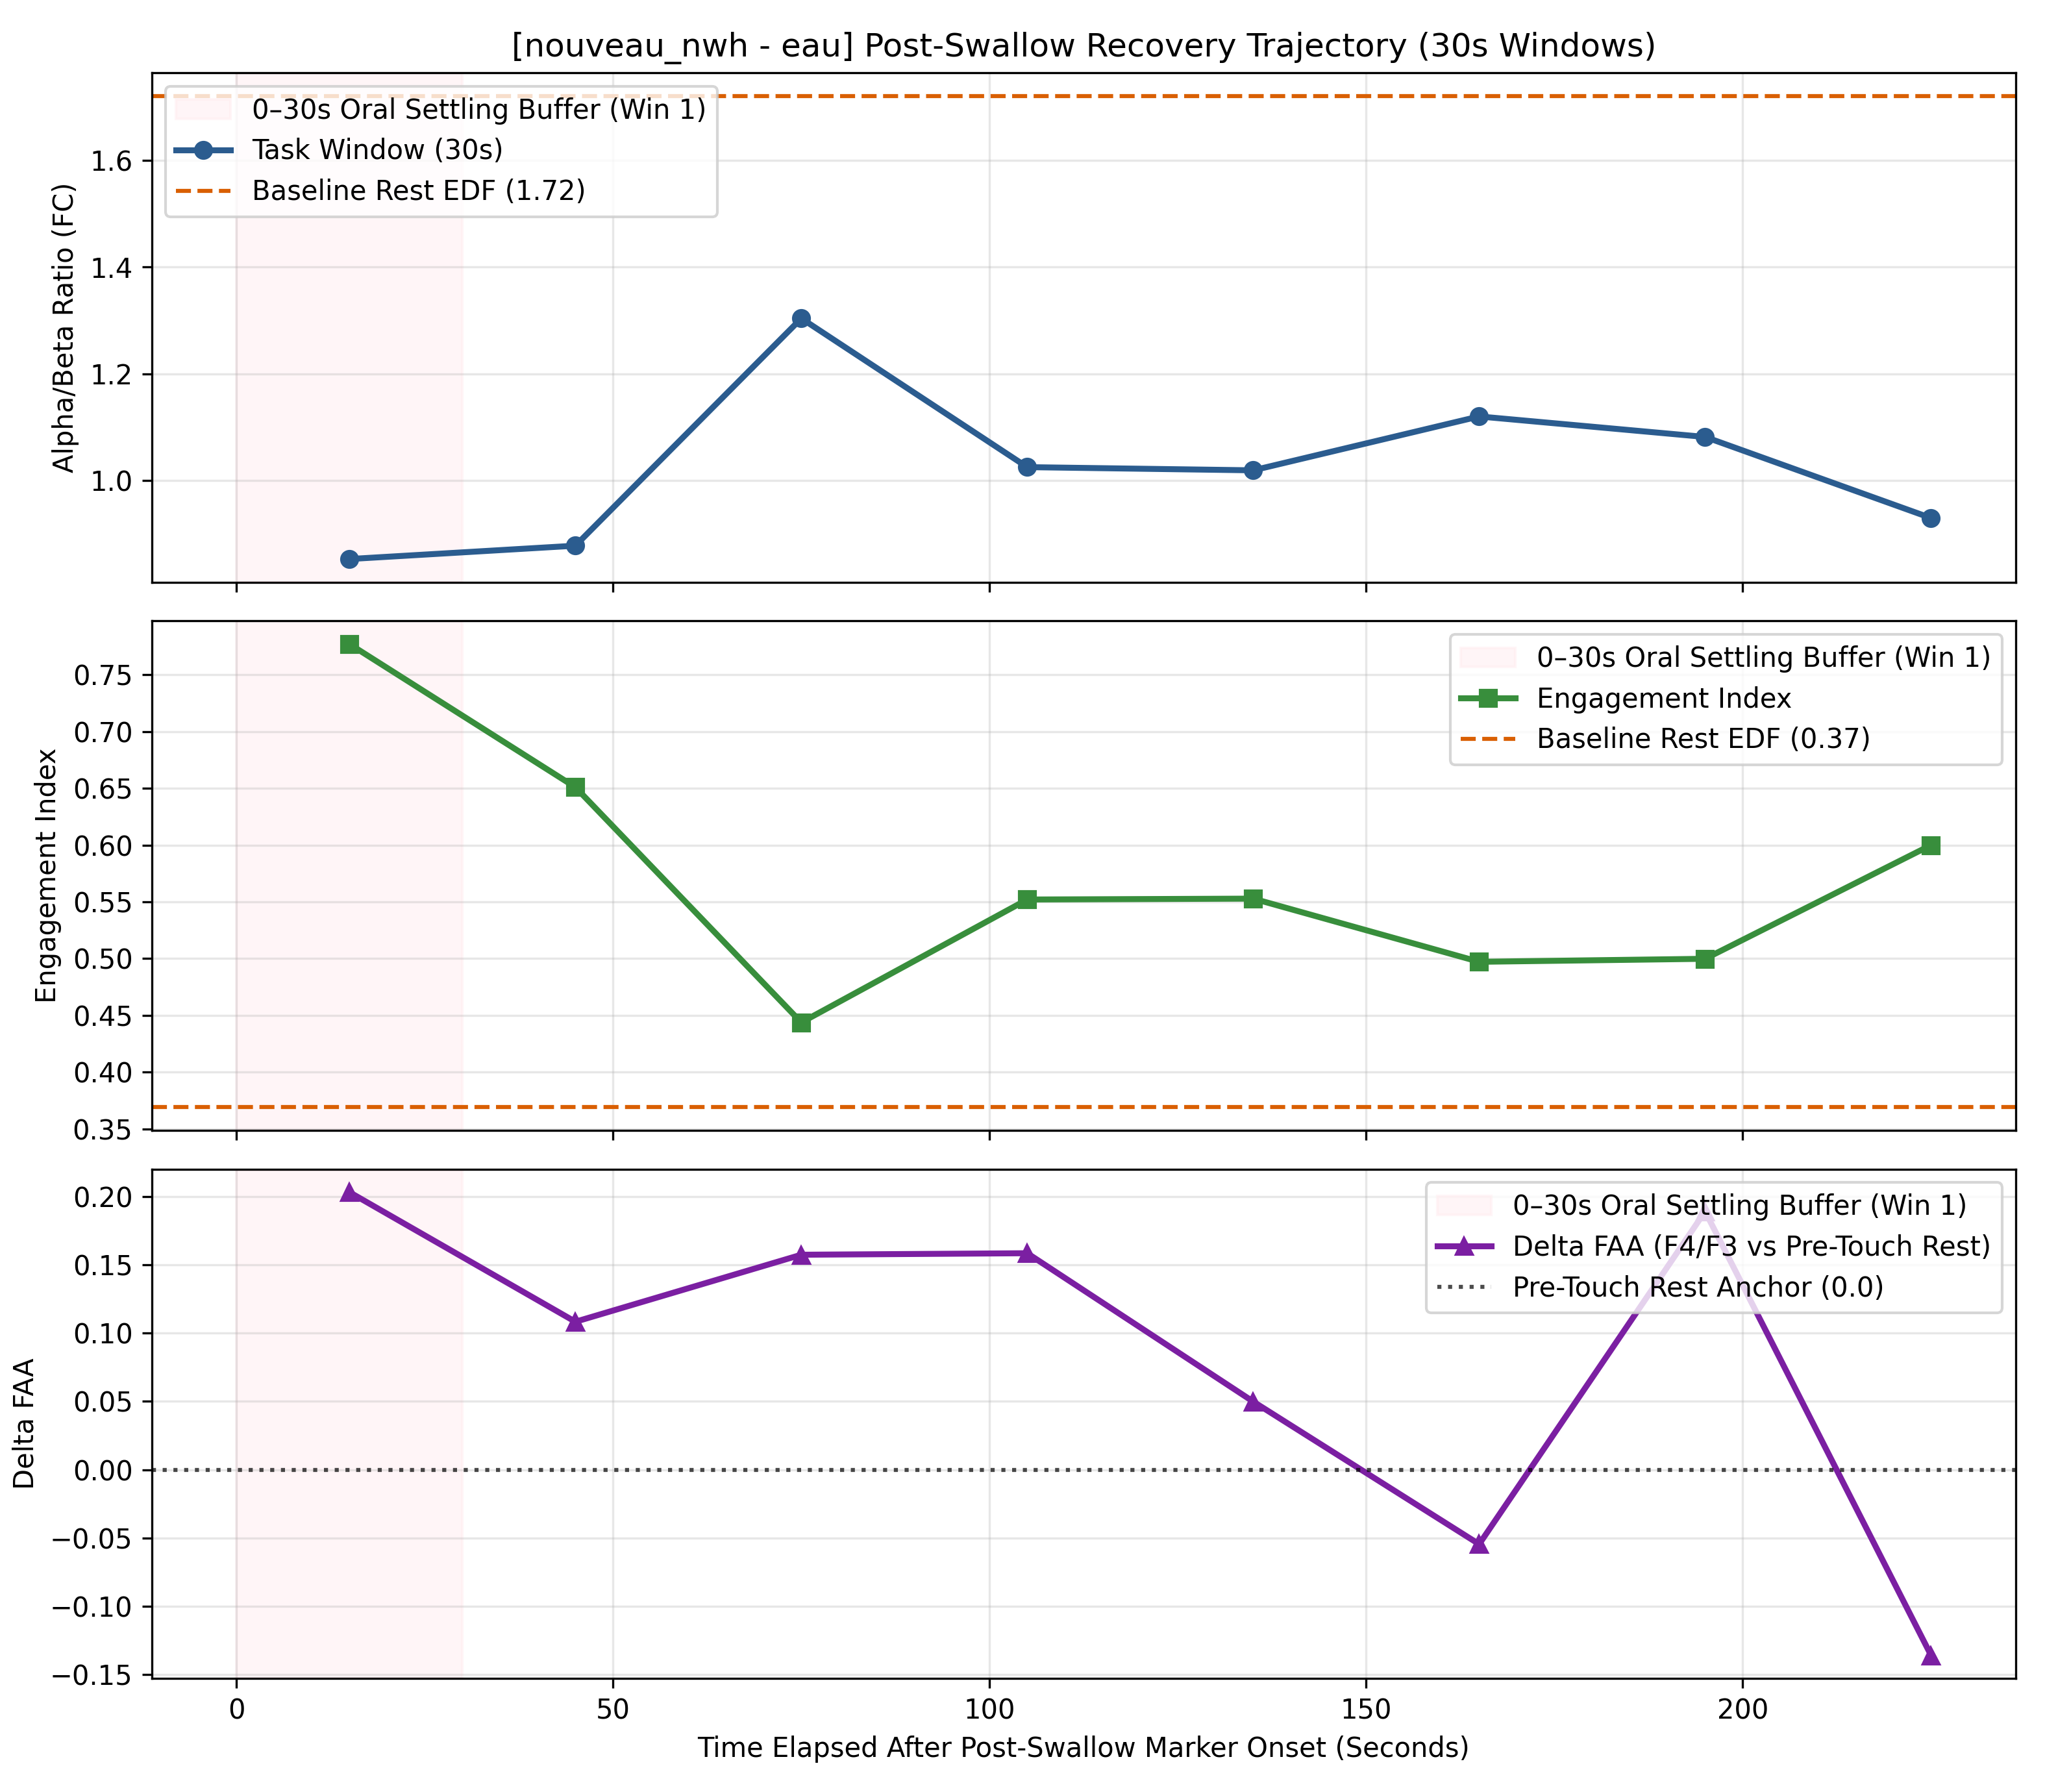 [nouveau_nwh - eau] Post-Swallow Recovery Trajectory (30s Windows)
0–30s Oral Settling Buffer (Win 1)
Task Window (30s)
Baseline Rest EDF (1.72)
Alpha/Beta Ratio (FC)
1.6
1.4
1.2
1.0
0–30s Oral Settling Buffer (Win 1)
Engagement Index
Baseline Rest EDF (0.37)
Engagement Index
0.75
0.70
0.65
0.60
0.55
0.50
0.45
0.40
0.35
0–30s Oral Settling Buffer (Win 1)
Delta FAA (F4/F3 vs Pre-Touch Rest)
Pre-Touch Rest Anchor (0.0)
Delta FAA
0.20
0.15
0.10
0.05
0.00
−0.05
−0.10
−0.15
0 50 100 150 200
Time Elapsed After Post-Swallow Marker Onset (Seconds)